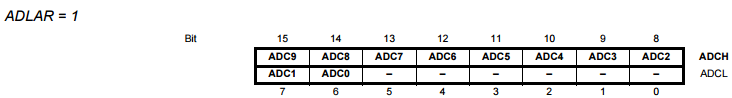 ADLAR = 1
Bit 15 14 13 12 11 10 9 8
ADC9 ADC8 ADC7 ADC6 ADC5 ADC4 ADC3 ADC2 ADCH
ADC1 ADC0 – – – – – – ADCL
7 6 5 4 3 2 1 0